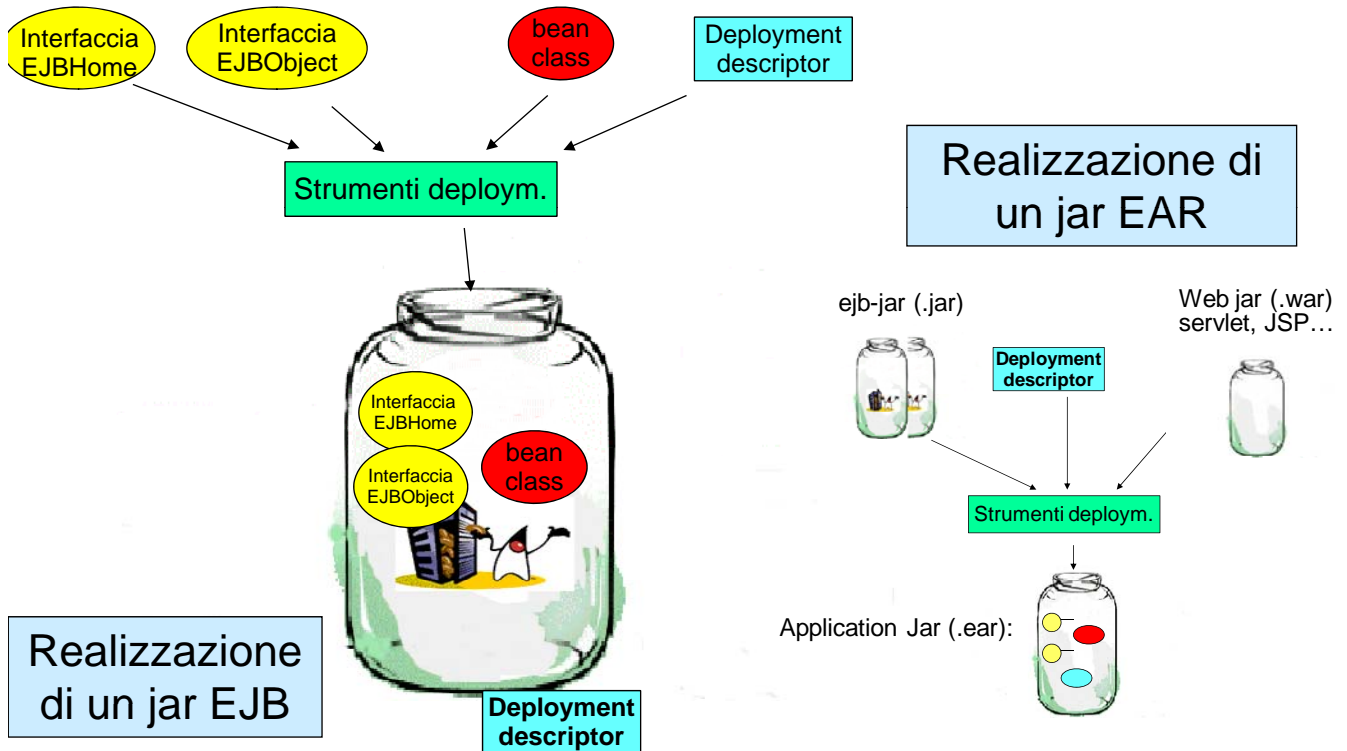 Interfaccia
EJBHome
Interfaccia
EJBObject
bean
class
Deployment
descriptor
Strumenti deploym.
Interfaccia
EJBHome
Interfaccia
EJBObject
bean
class
Deployment
descriptor
Realizzazione
di un jar EJB
Realizzazione di
un jar EAR
ejb-jar (.jar)
Deployment
descriptor
Web jar (.war)
servlet, JSP…
Strumenti deploym.
Application Jar (.ear):